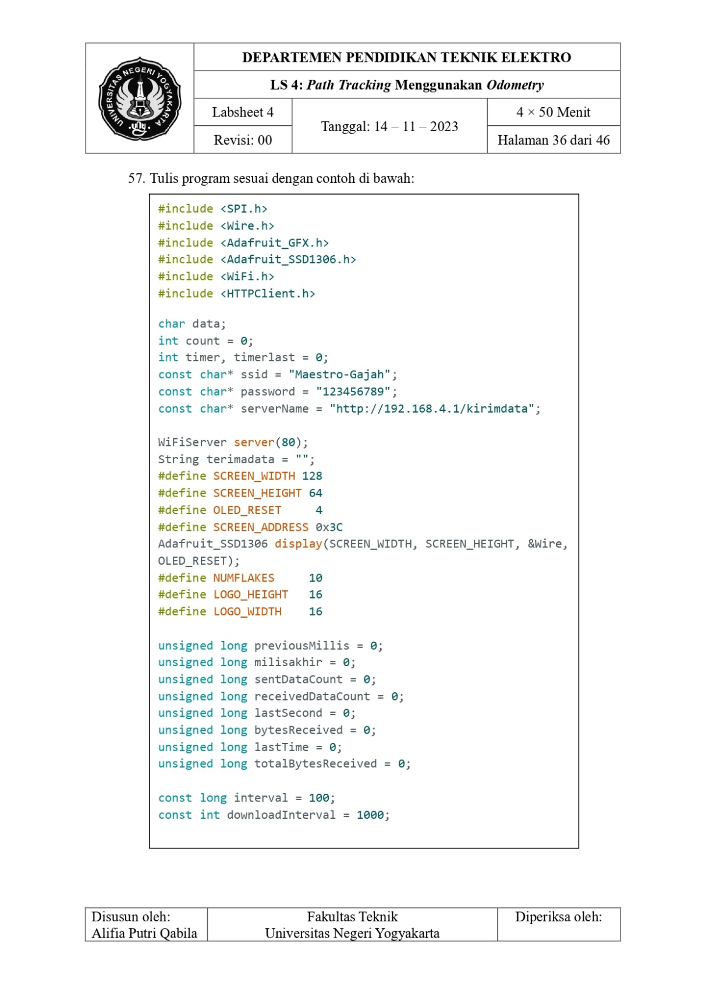 UNIVERSITAS NEGERI YOGYAKARTA
uny
DEPARTEMEN PENDIDIKAN TEKNIK ELEKTRO
LS 4: Path Tracking Menggunakan Odometry
Labsheet 4
Tanggal: 14 – 11 – 2023
4 × 50 Menit
Revisi: 00
Halaman 36 dari 46
57. Tulis program sesuai dengan contoh di bawah:
#include <SPI.h>
#include <Wire.h>
#include <Adafruit_GFX.h>
#include <Adafruit_SSD1306.h>
#include <WiFi.h>
#include <HTTPClient.h>
char data;
int count = 0;
int timer, timerlast = 0;
const char* ssid = "Maestro-Gajah";
const char* password = "123456789";
const char* serverName = "http://192.168.4.1/kirimdata";
WiFiServer server(80);
String terimadata = "";
#define SCREEN_WIDTH 128
#define SCREEN_HEIGHT 64
#define OLED_RESET     4
#define SCREEN_ADDRESS 0x3C
Adafruit_SSD1306 display(SCREEN_WIDTH, SCREEN_HEIGHT, &Wire,
OLED_RESET);
#define NUMFLAKES     10
#define LOGO_HEIGHT   16
#define LOGO_WIDTH    16
unsigned long previousMillis = 0;
unsigned long milisakhir = 0;
unsigned long sentDataCount = 0;
unsigned long receivedDataCount = 0;
unsigned long lastSecond = 0;
unsigned long bytesReceived = 0;
unsigned long lastTime = 0;
unsigned long totalBytesReceived = 0;
const long interval = 100;
const int downloadInterval = 1000;
Disusun oleh:
Alifia Putri Qabila
Fakultas Teknik
Universitas Negeri Yogyakarta
Diperiksa oleh: